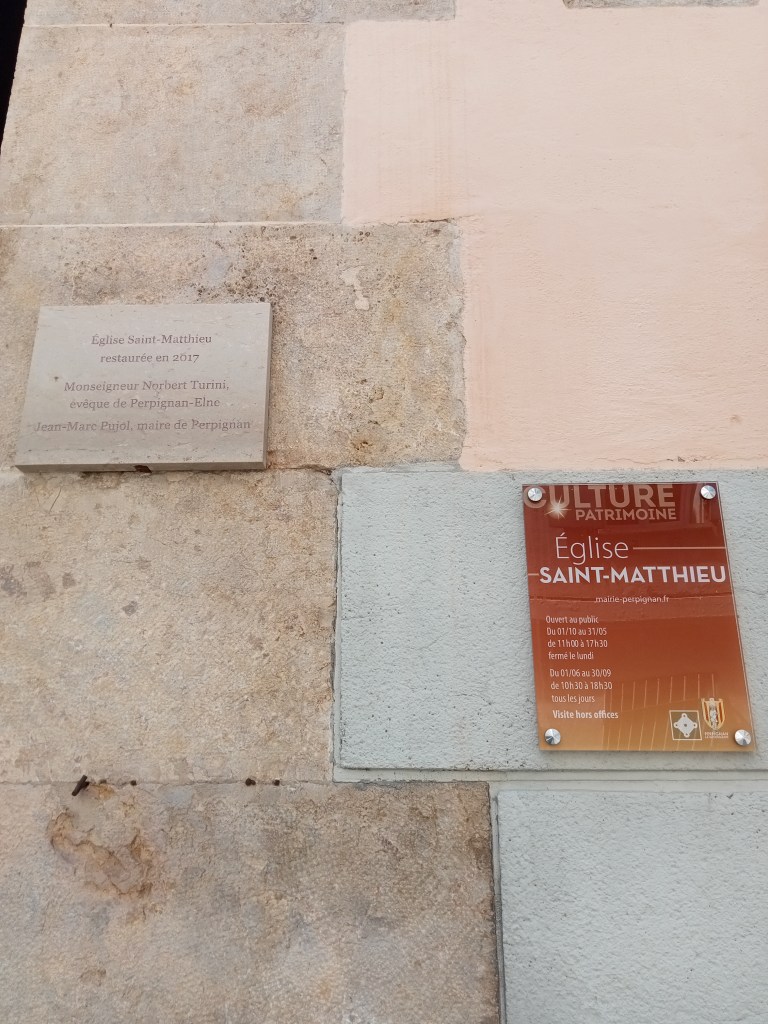 Église Saint-Matthieu
restaurée en 2017
Monseigneur Norbert Turini,
évêque de Perpignan-Elne
Jean-Marc Pujol, maire de Perpignan
CULTURE
PATRIMOINE
Église
SAINT-MATTHIEU
mairie-perpignan.fr
Ouvert au public
Du 01/10 au 31/05
de 11h00 à 17h30
fermé le lundi
Du 01/06 au 30/09
de 10h30 à 18h30
tous les jours
Visite hors offices
PERPIGNAN